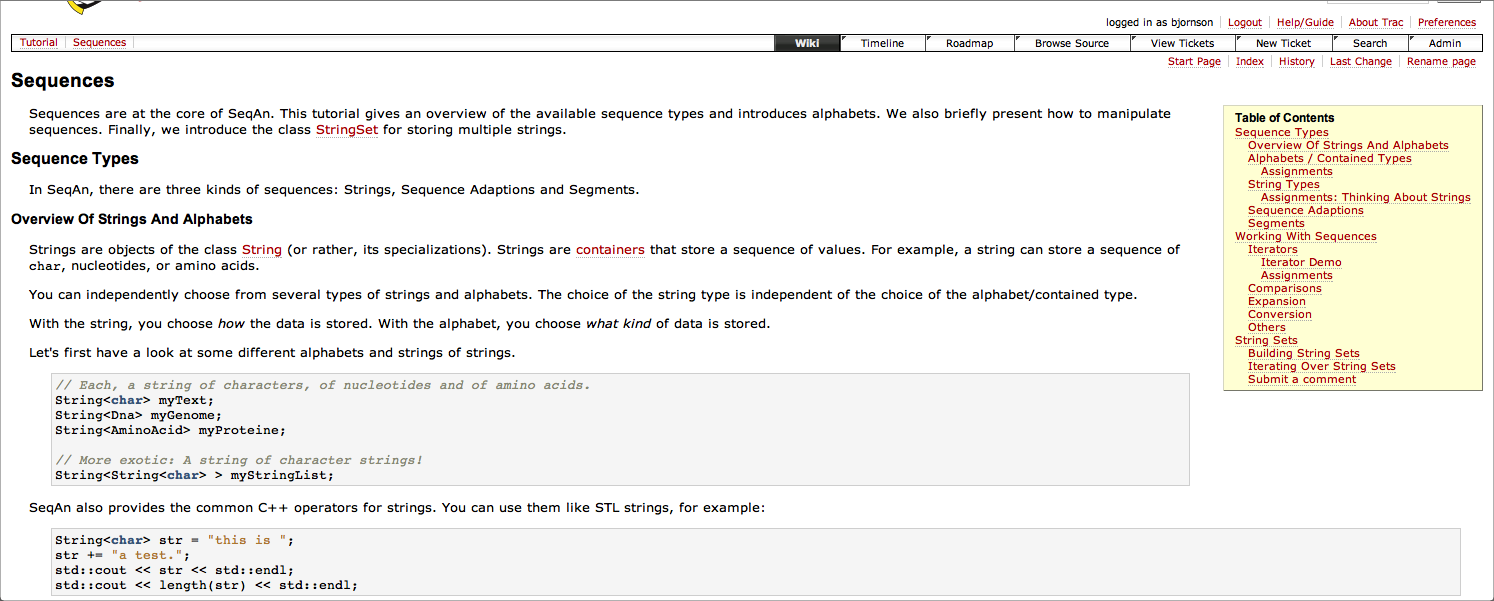 logged in as bjornson Logout Help/Guide About Trac Preferences
Tutorial Sequences Wiki Timeline Roadmap Browse Source View Tickets New Ticket Search Admin
Start Page Index History Last Change Rename page
Sequences
Sequences are at the core of SeqAn. This tutorial gives an overview of the available sequence types and introduces alphabets. We also briefly present how to manipulate
sequences. Finally, we introduce the class StringSet for storing multiple strings.
Sequence Types
In SeqAn, there are three kinds of sequences: Strings, Sequence Adaptions and Segments.
Overview Of Strings And Alphabets
Strings are objects of the class String (or rather, its specializations). Strings are containers that store a sequence of values. For example, a string can store a sequence of
char, nucleotides, or amino acids.
You can independently choose from several types of strings and alphabets. The choice of the string type is independent of the choice of the alphabet/contained type.
With the string, you choose how the data is stored. With the alphabet, you choose what kind of data is stored.
Let's first have a look at some different alphabets and strings of strings.
// Each, a string of characters, of nucleotides and of amino acids.
String<char> myText;
String<Dna> myGenome;
String<AminoAcid> myProteine;
// More exotic: A string of character strings!
String<String<char> > myStringList;
SeqAn also provides the common C++ operators for strings. You can use them like STL strings, for example:
String<char> str = "this is ";
str += "a test.";
std::cout << str << std::endl;
std::cout << length(str) << std::endl;
Table of Contents
Sequence Types
Overview Of Strings And Alphabets
Alphabets / Contained Types
Assignments
String Types
Assignments: Thinking About Strings
Sequence Adaptions
Segments
Working With Sequences
Iterators
Iterator Demo
Assignments
Comparisons
Expansion
Conversion
Others
String Sets
Building String Sets
Iterating Over String Sets
Submit a comment